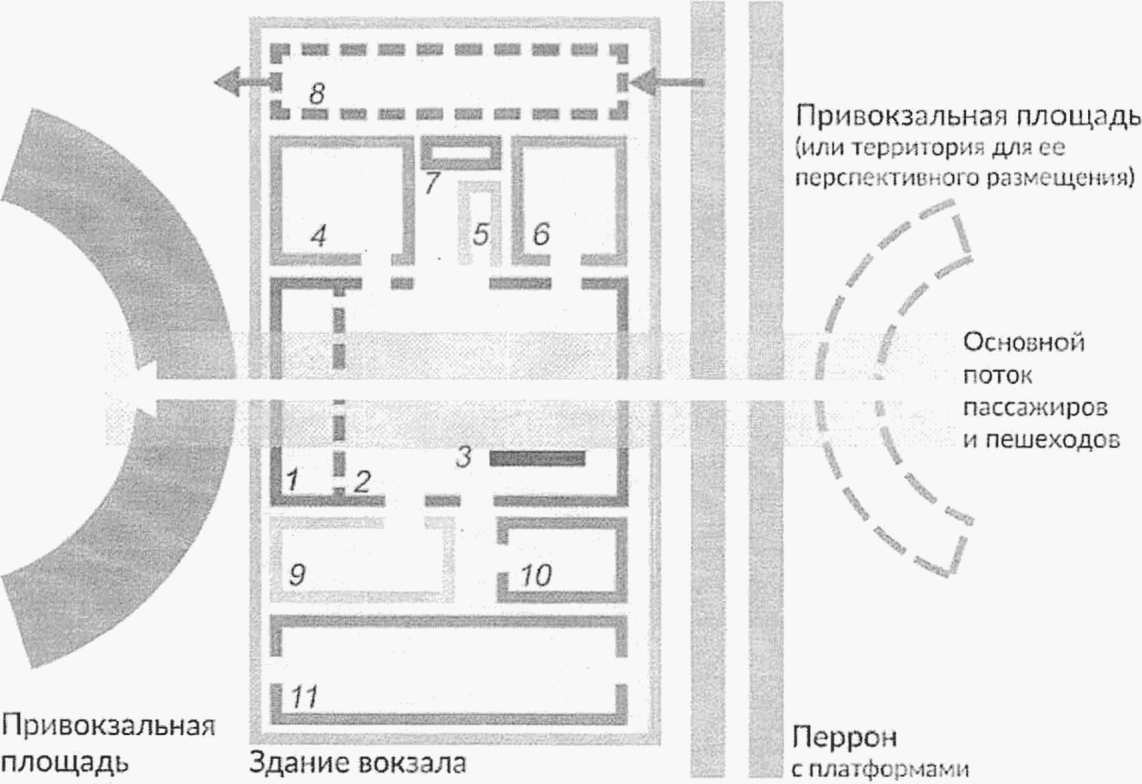 8
Привокзальная площадь
(или территория для ее
перспективного размещения)
7
4
5
6
Основной
поток
пассажиров
и пешеходов
3
1
2
9
10
11
Привокзальная
площадь
Здание вокзала
Перрон
с платформами